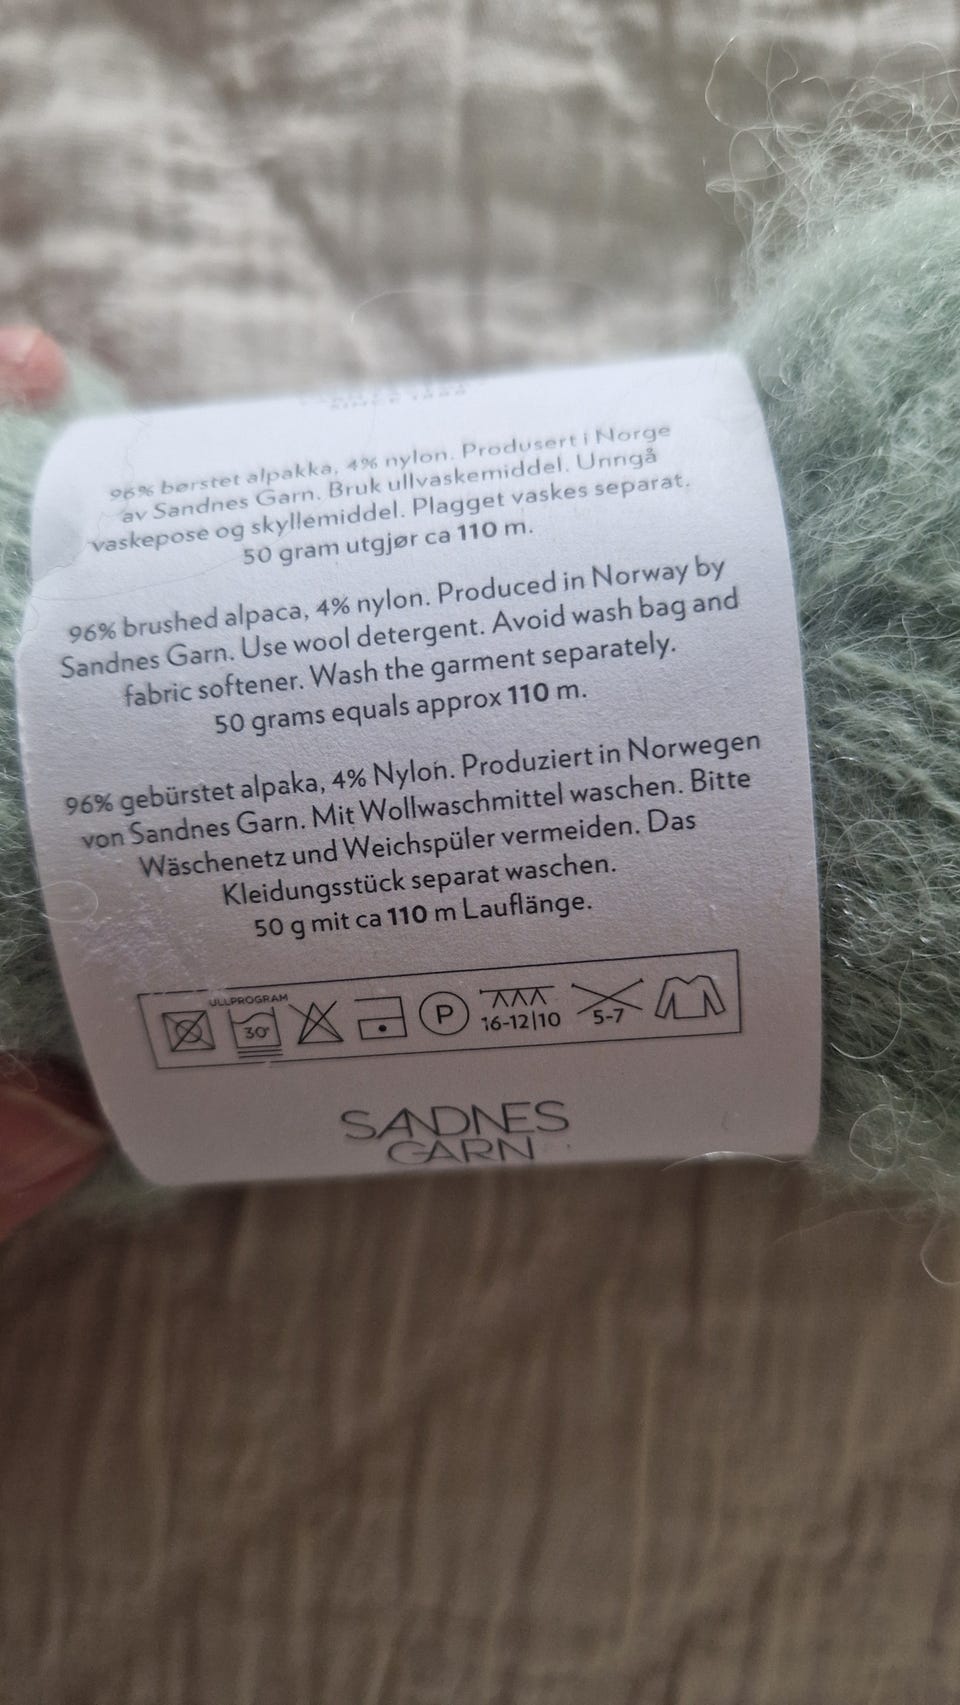 SINCE 1888
96% børstet alpakka, 4% nylon. Produsert i Norge
av Sandnes Garn. Bruk ullvaskemiddel. Unngå
vaskepose og skyllemiddel. Plagget vaskes separat.
50 gram utgjør ca 110 m.
96% brushed alpaca, 4% nylon. Produced in Norway by
Sandnes Garn. Use wool detergent. Avoid wash bag and
fabric softener. Wash the garment separately.
50 grams equals approx 110 m.
96% gebürstet alpaka, 4% Nylon. Produziert in Norwegen
von Sandnes Garn. Mit Wollwaschmittel waschen. Bitte
Wäschenetz und Weichspüler vermeiden. Das
Kleidungsstück separat waschen.
50 g mit ca 110 m Lauflänge.
ULLPROGRAM
30° P 16-12|10 5-7
SANDNES
GARN